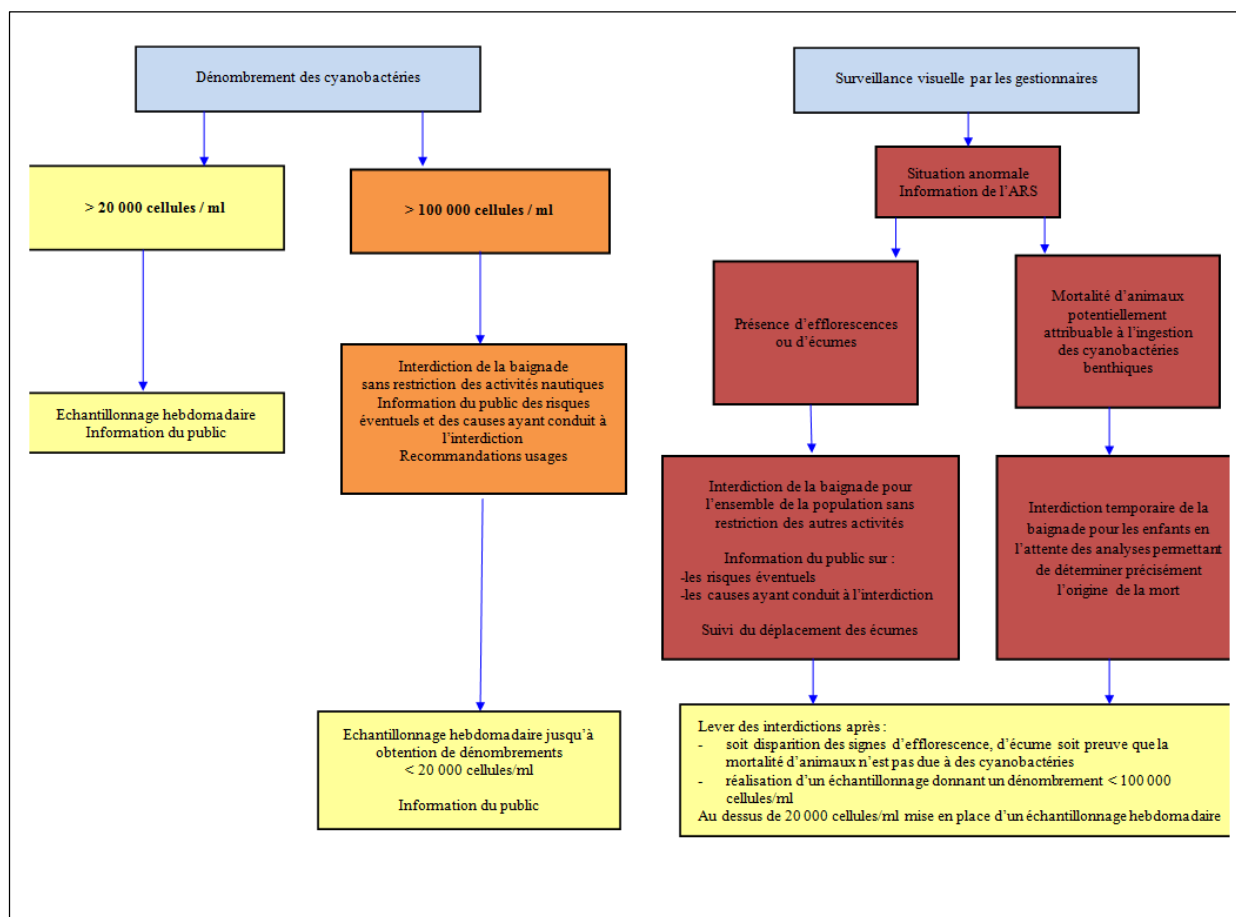 Dénombrement des cyanobactéries
> 20 000 cellules / ml
> 100 000 cellules / ml
Echantillonnage hebdomadaire
Information du public
Interdiction de la baignade
sans restriction des activités nautiques
Information du public des risques
éventuels et des causes ayant conduit à
l’interdiction
Recommandations usages
Echantillonnage hebdomadaire jusqu’à
obtention de dénombrements
< 20 000 cellules/ml
Information du public
Surveillance visuelle par les gestionnaires
Situation anormale
Information de l’ARS
Présence d’efflorescences
ou d’écumes
Mortalité d’animaux
potentiellement
attribuable à l’ingestion
des cyanobactéries
benthiques
Interdiction de la baignade pour
l’ensemble de la population sans
restriction des autres activités
Information du public sur :
-les risques éventuels
-les causes ayant conduit à l’interdiction
Suivi du déplacement des écumes
Interdiction temporaire de la
baignade pour les enfants en
l’attente des analyses permettant
de déterminer précisément
l’origine de la mort
Lever des interdictions après :
- soit disparition des signes d’efflorescence, d’écume soit preuve que la
mortalité d’animaux n’est pas due à des cyanobactéries
- réalisation d’un échantillonnage donnant un dénombrement < 100 000
cellules/ml
Au dessus de 20 000 cellules/ml mise en place d’un échantillonnage hebdomadaire